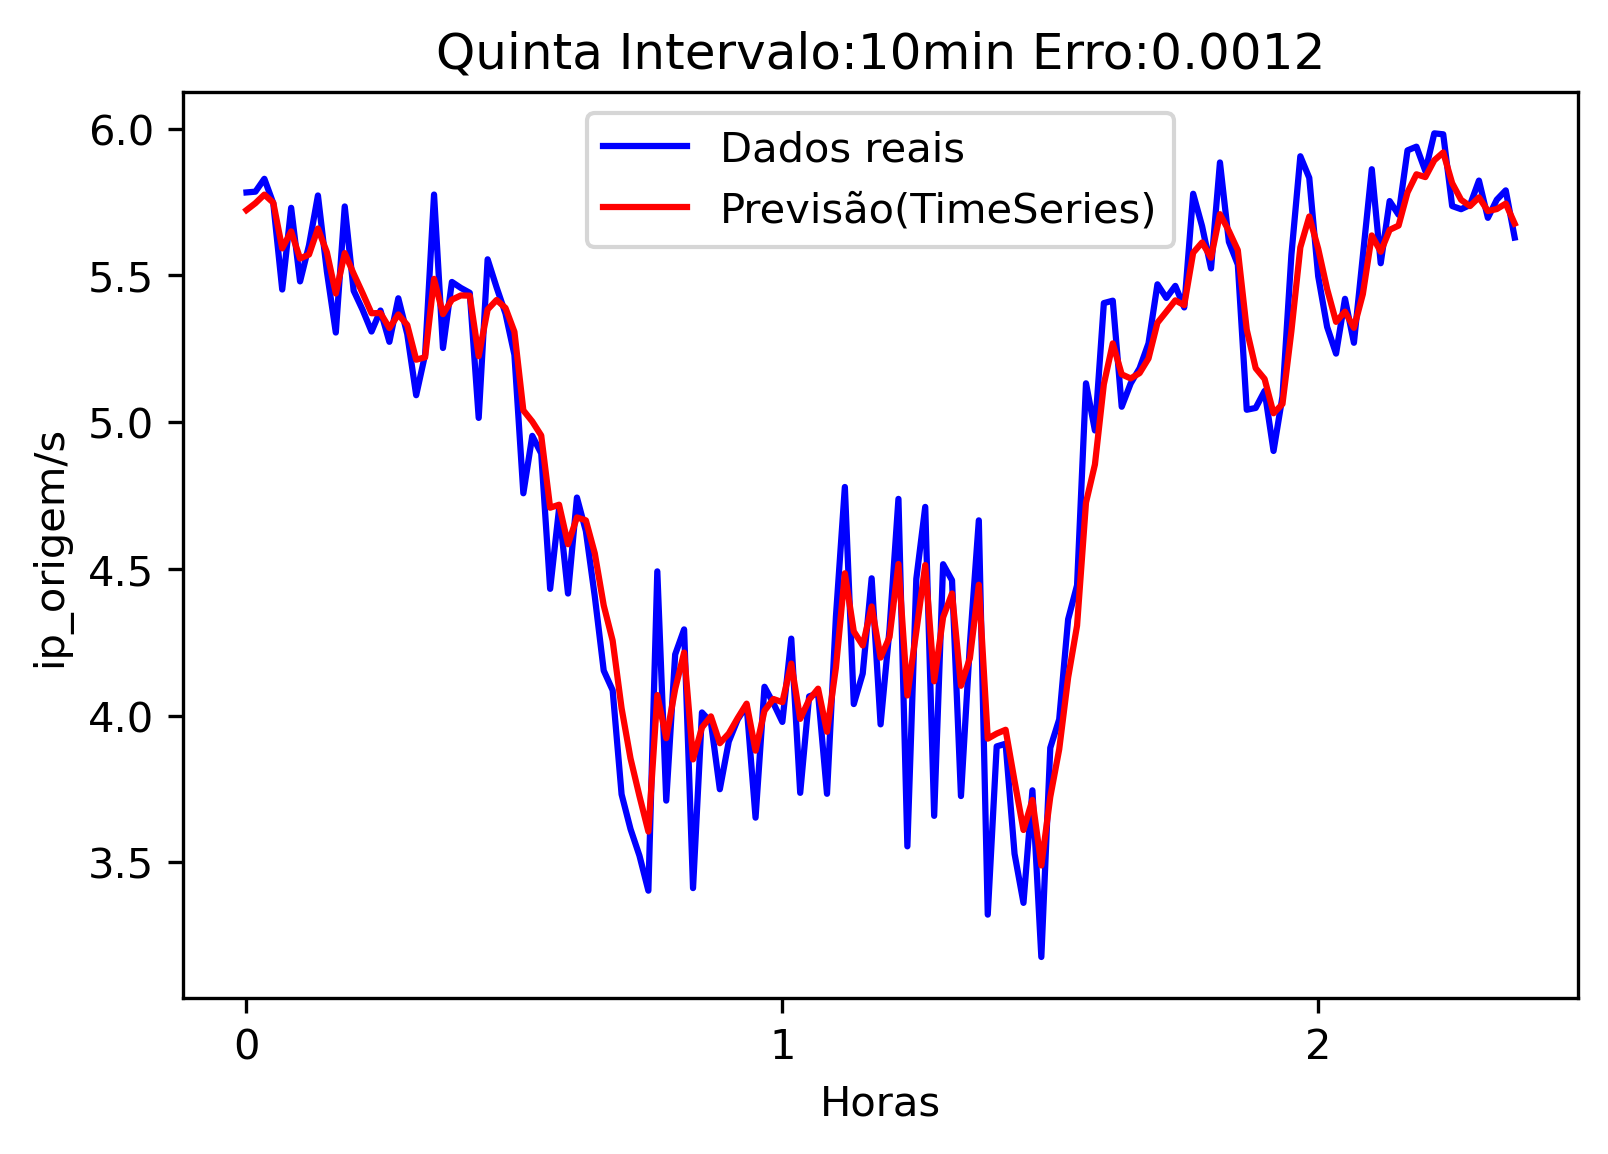 Quinta Intervalo:10min Erro:0.0012
Dados reais
Previsão(TimeSeries)
6.0
5.5
5.0
4.5
4.0
3.5
ip_origem/s
0 1 2
Horas